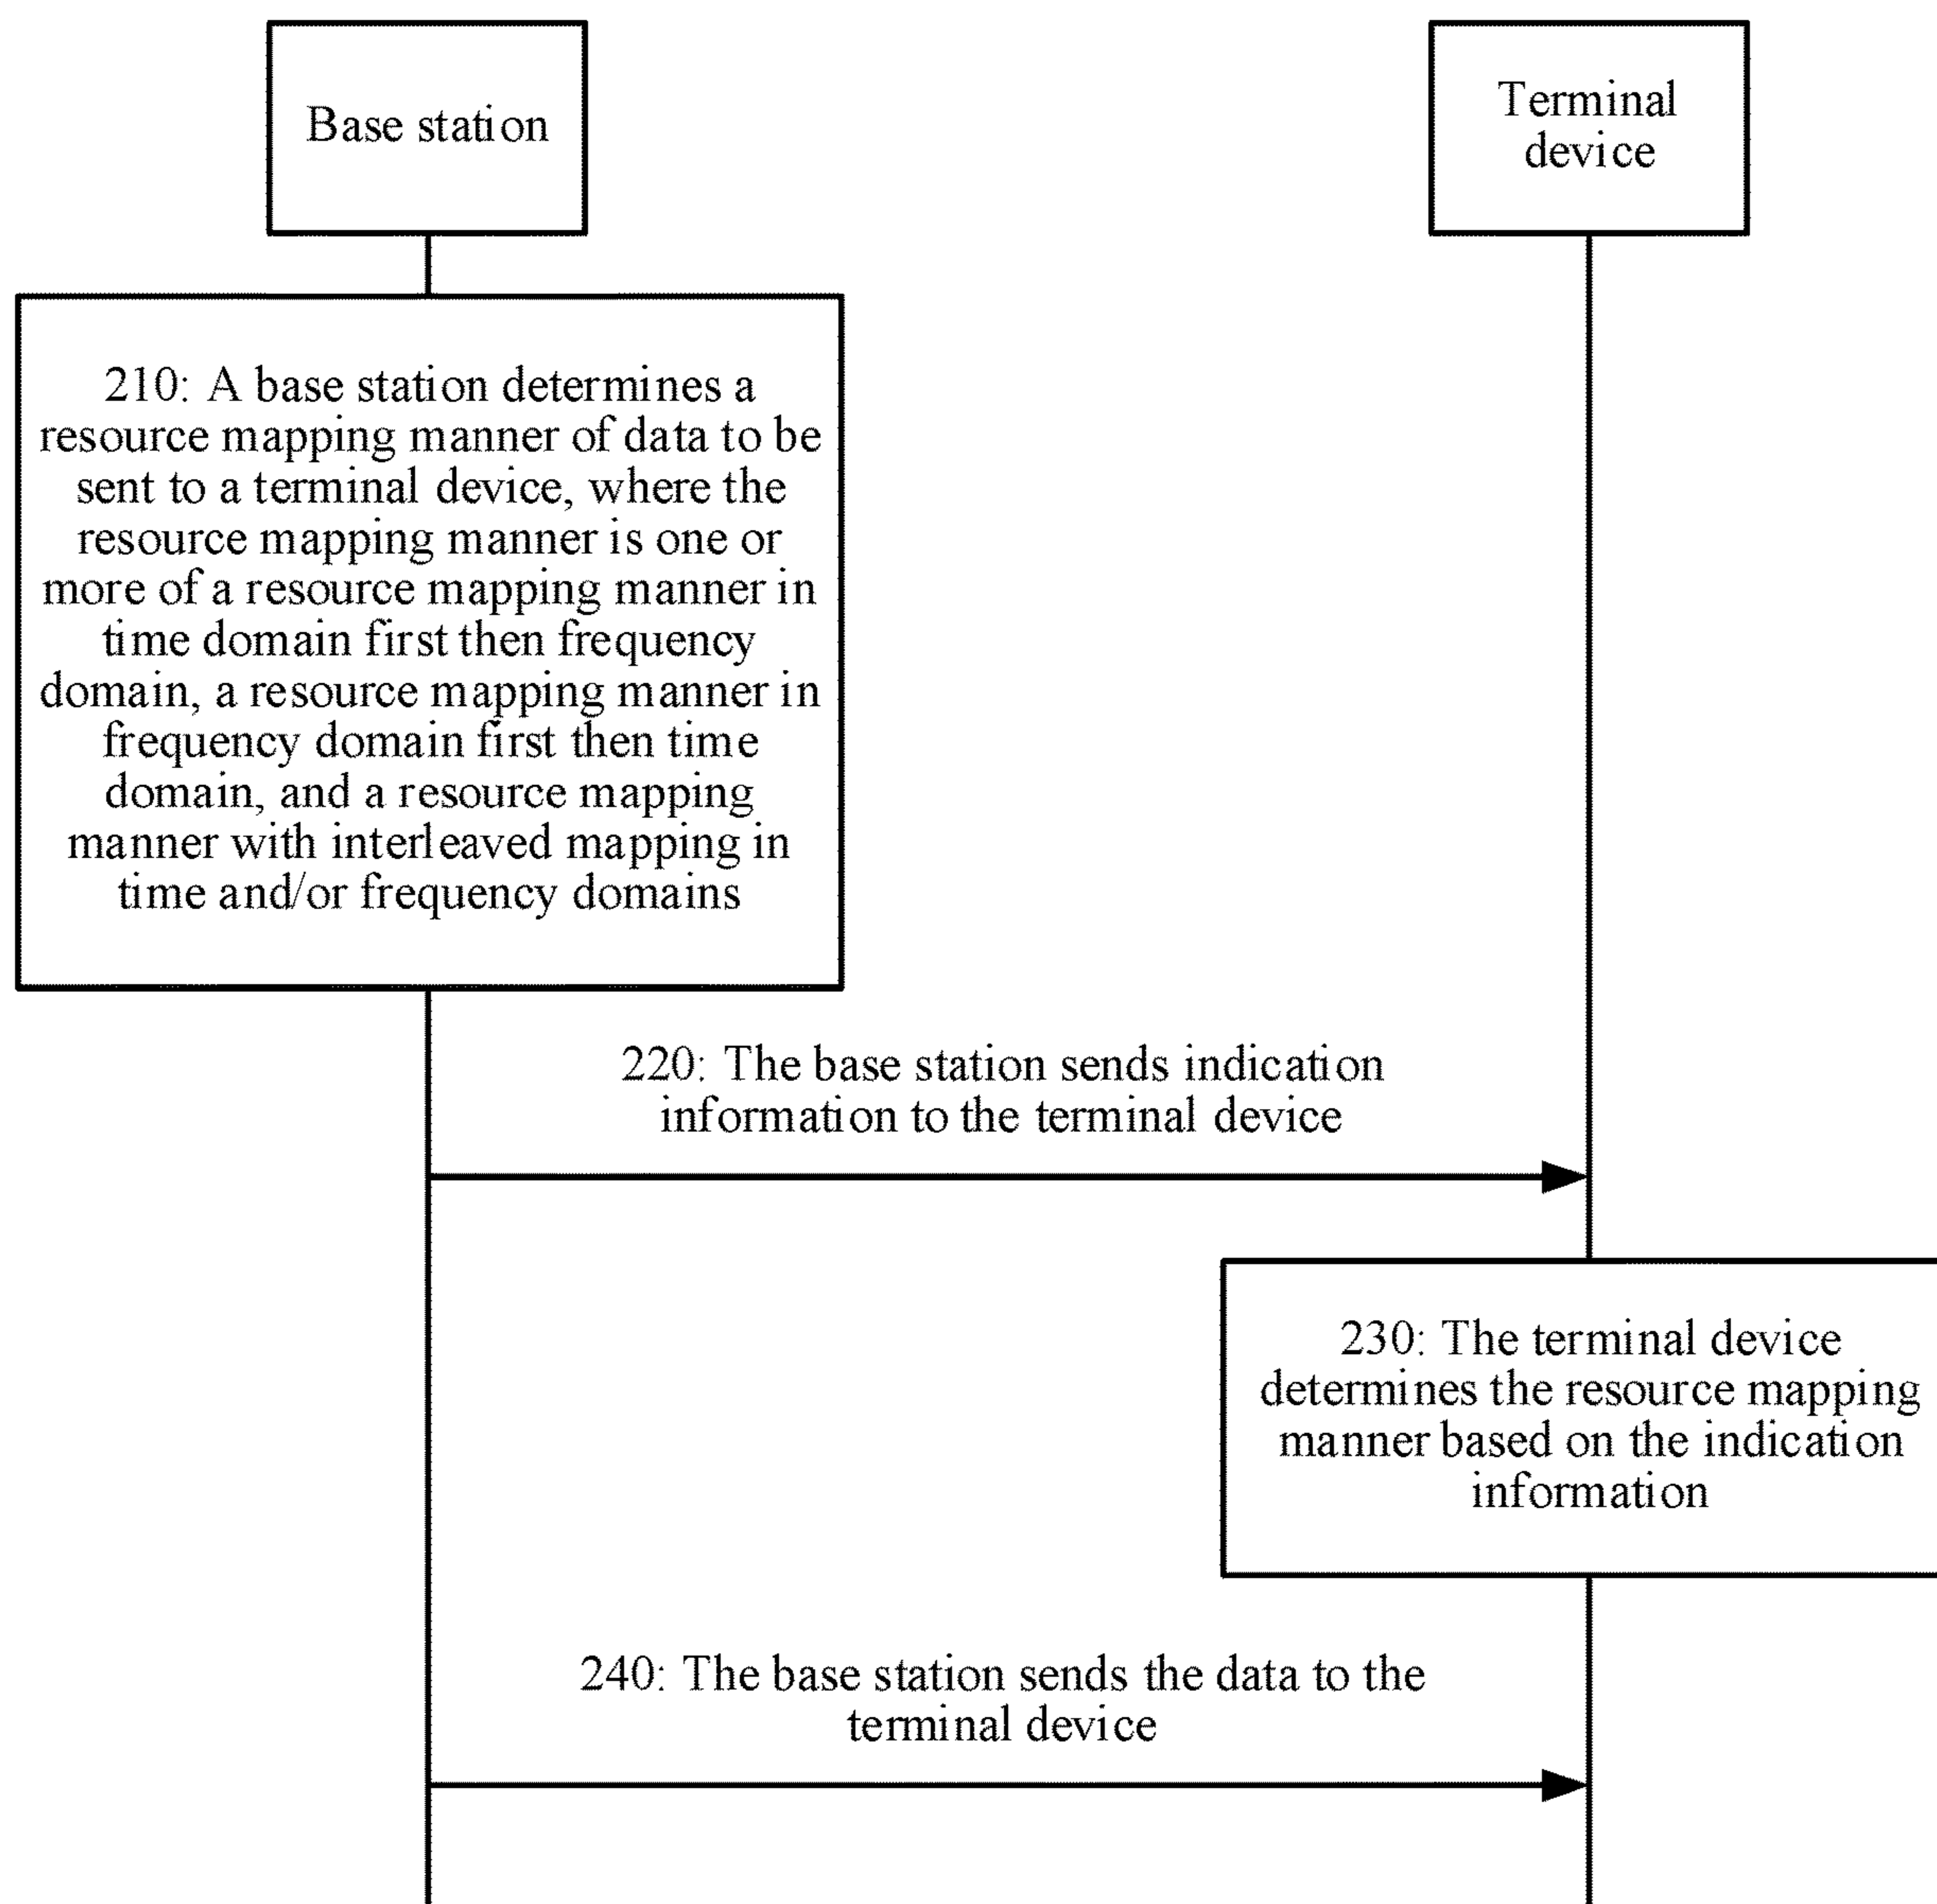 Base station
Terminal
device
210: A base station determines a
resource mapping manner of data to be
sent to a terminal device, where the
resource mapping manner is one or
more of a resource mapping manner in
time domain first then frequency
domain, a resource mapping manner in
frequency domain first then time
domain, and a resource mapping
manner with interleaved mapping in
time and/or frequency domains
220: The base station sends indication
information to the terminal device
230: The terminal device
determines the resource mapping
manner based on the indication
information
240: The base station sends the data to the
terminal device